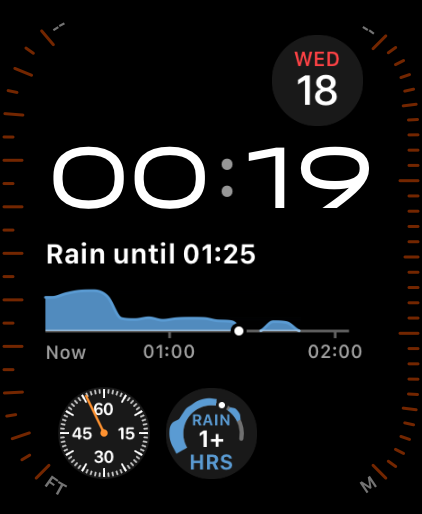 --
--
WED
18
00:19
Rain until 01:25
Now 01:00 02:00
60
45 15
30
RAIN
1+
HRS
FT
M